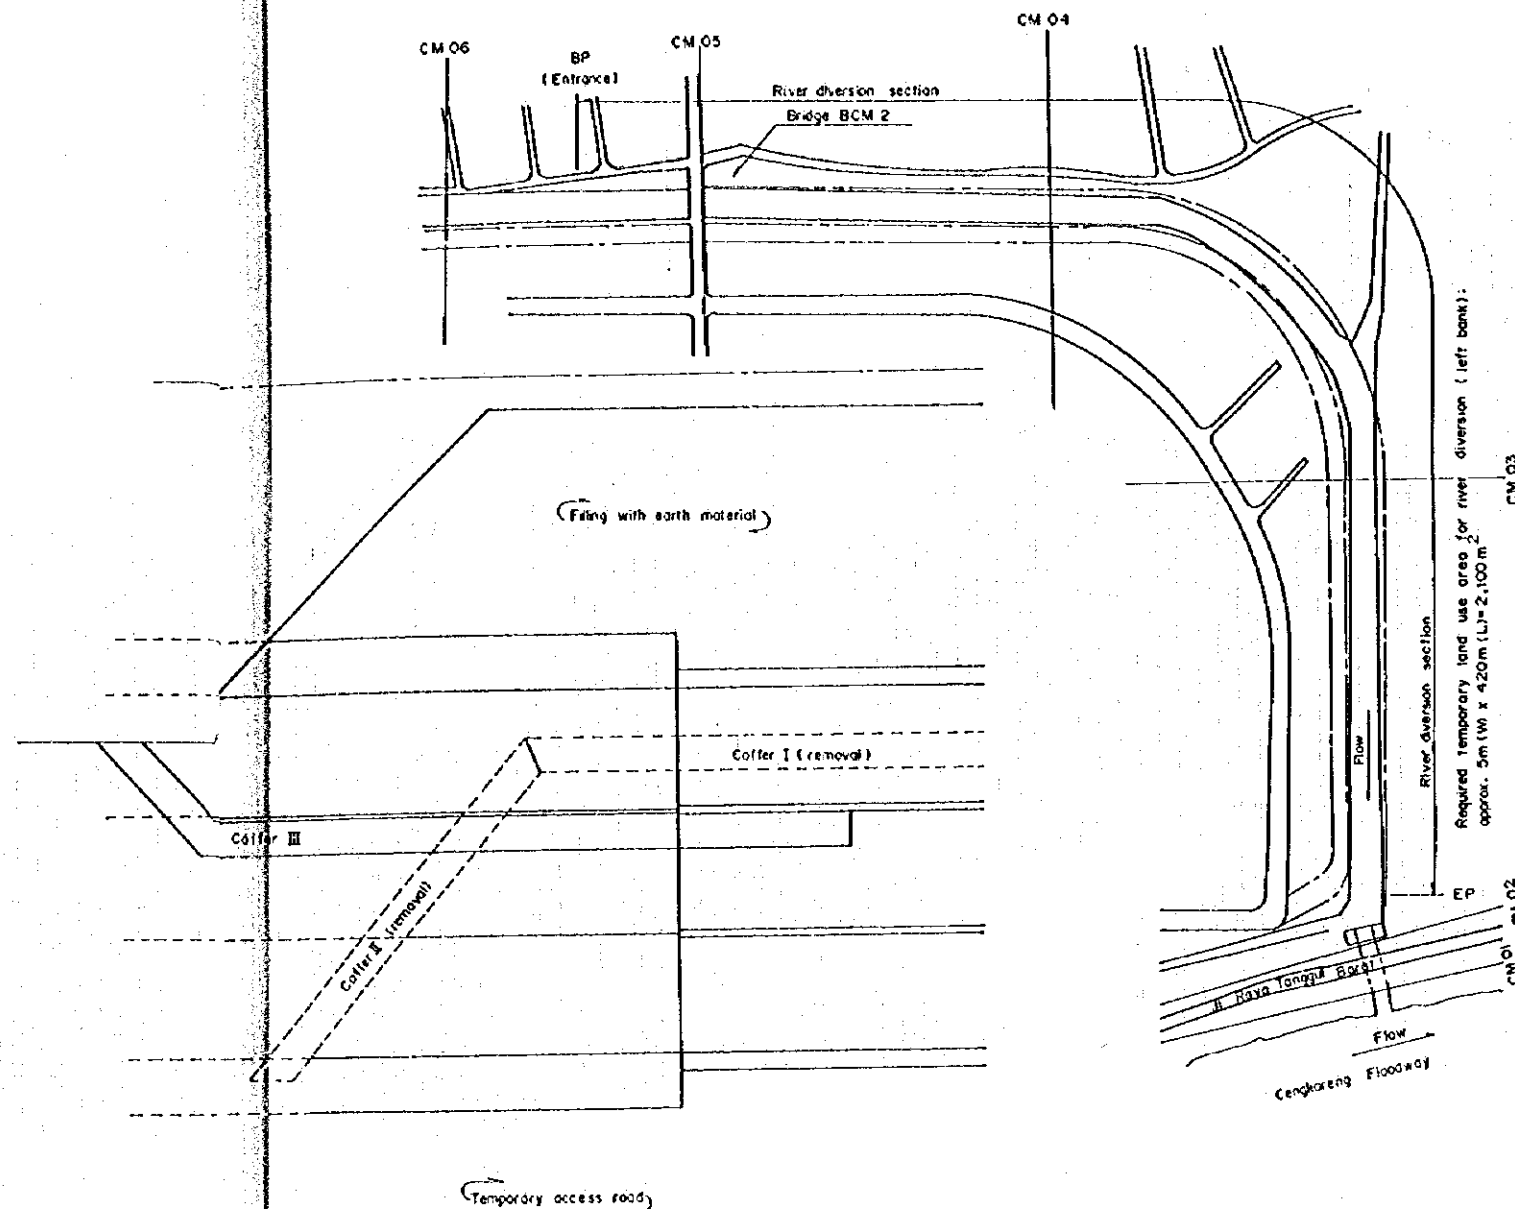 CM 04
CM 06
CM 05
BP
(Entrance)
River diversion section
Bridge BCM 2
Required temporary land use area for river diversion (left bank):
approx. 5m (W) x 420m (L)= 2,100 m²
CM 03
Filling with earth material
River diversion section
Flow
Coffer I (removal)
Coffer III
Coffer II (removal)
EP
CM 02
CM 01
Jl Raya Tanggul Barat
Flow
Cengkareng Floodway
Temporary access road